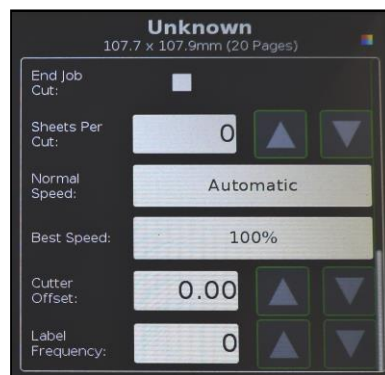 Unknown
107.7 x 107.9mm (20 Pages)
End Job
Cut:
Sheets Per
Cut:
0
Normal
Speed:
Automatic
Best Speed:
100%
Cutter
Offset:
0.00
Label
Frequency:
0